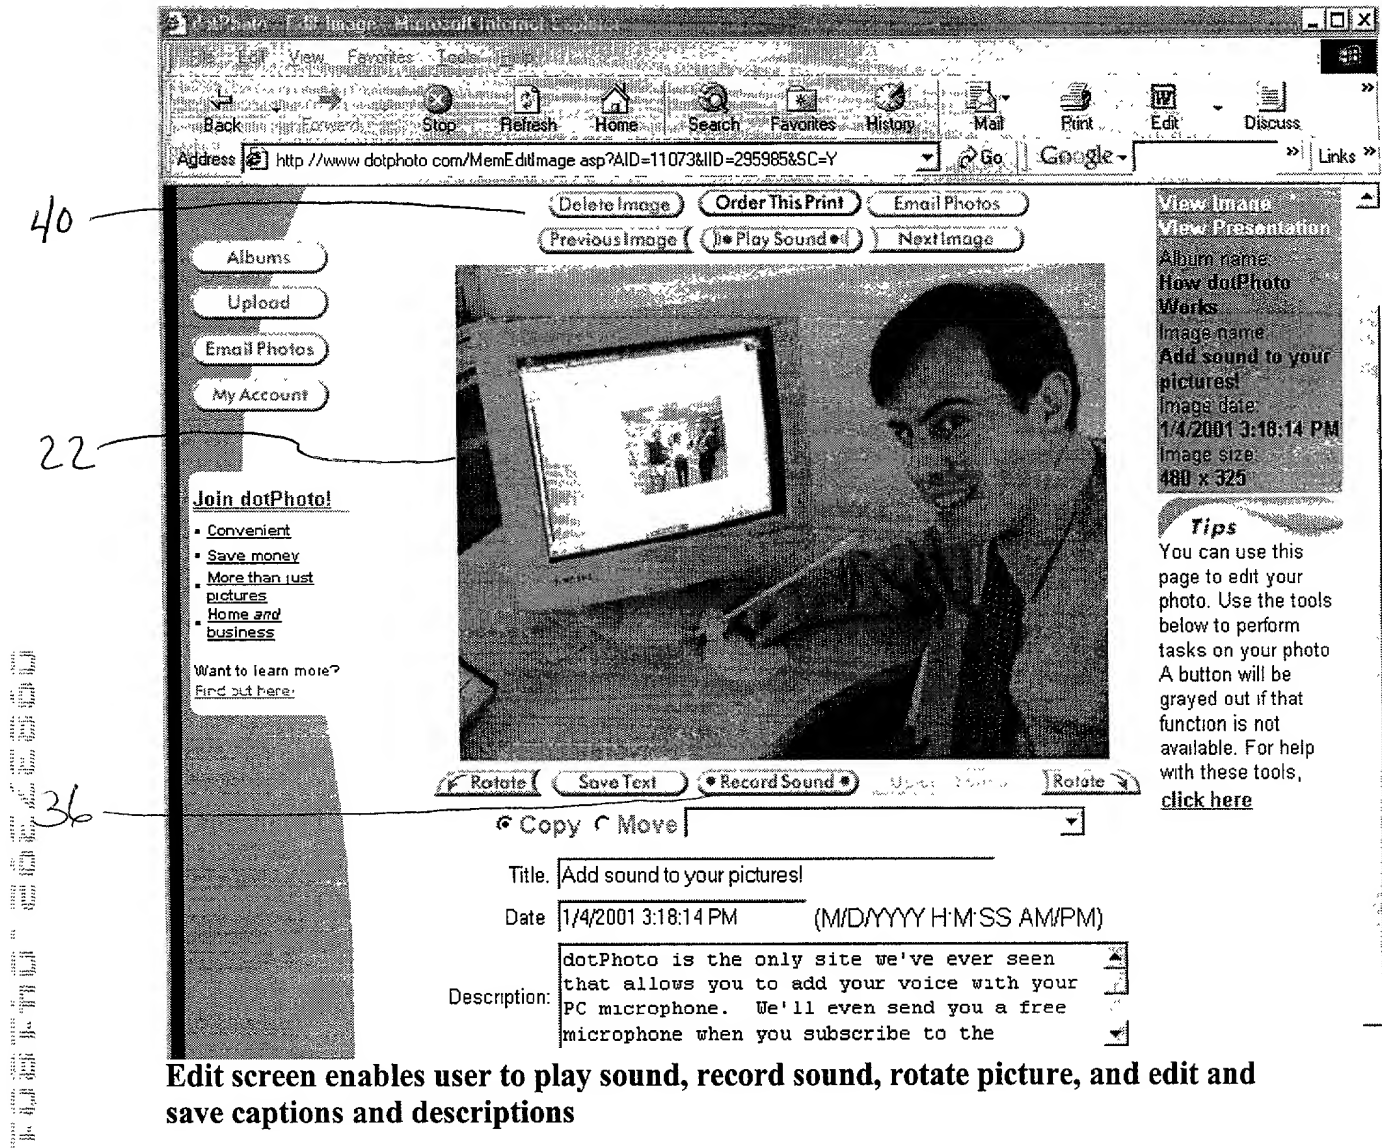 dotPhoto - Edit Image - Microsoft Internet Explorer
File Edit View Favorites Tools Help
Back Forward Stop Refresh Home Search Favorites History Mail Print Edit Discuss »
Address http //www dotphoto com/MemEditImage asp?AID=11073&IID=295985&SC=Y Go Google » Links »
40
Delete Image Order This Print Email Photos
Previous Image Play Sound Next Image
Albums
Upload
Email Photos
My Account
22
Join dotPhoto!
Convenient
Save money
More than just
pictures
Home and
business
Want to learn more?
Find out here.
View Image
View Presentation
Album name:
How dotPhoto
Works
Image name:
Add sound to your
pictures!
Image date:
1/4/2001 3:18:14 PM
Image size:
480 x 325
Tips
You can use this
page to edit your
photo. Use the tools
below to perform
tasks on your photo
A button will be
grayed out if that
function is not
available. For help
with these tools,
click here
36
Rotate Save Text Record Sound Rotate
Copy Move
Title. Add sound to your pictures!
Date 1/4/2001 3:18:14 PM (M/D/YYYY H:M:SS AM/PM)
Description: dotPhoto is the only site we've ever seen
that allows you to add your voice with your
PC microphone. We'll even send you a free
microphone when you subscribe to the
Edit screen enables user to play sound, record sound, rotate picture, and edit and
save captions and descriptions